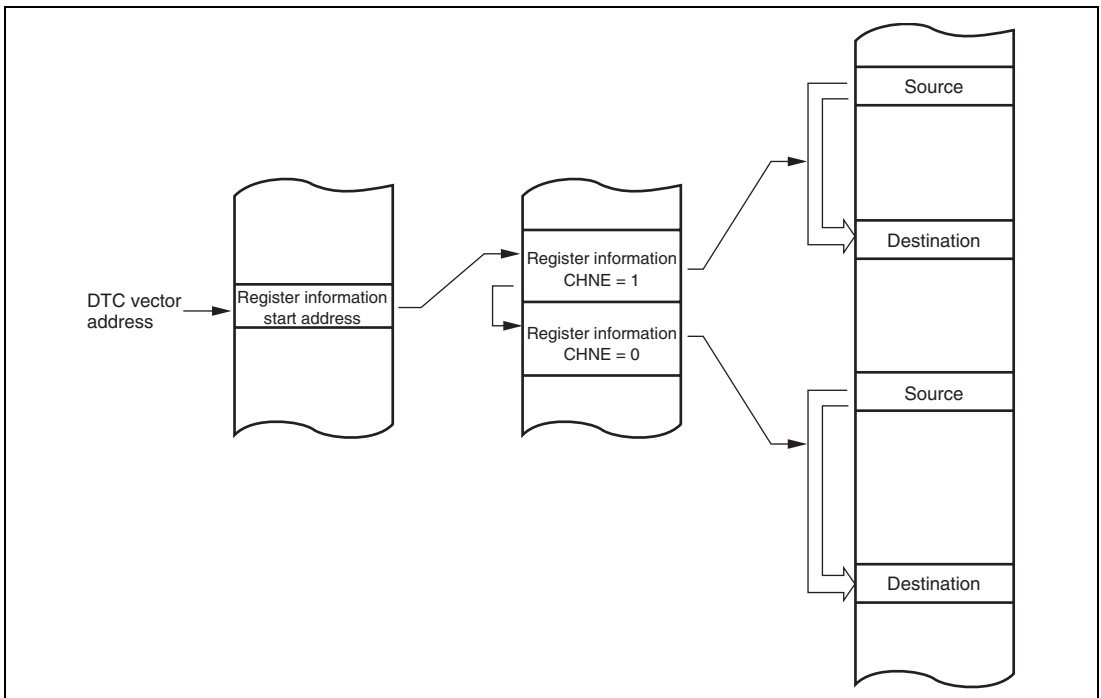 DTC vector
address
Register information
start address
Register information
CHNE = 1
Register information
CHNE = 0
Source
Destination
Source
Destination